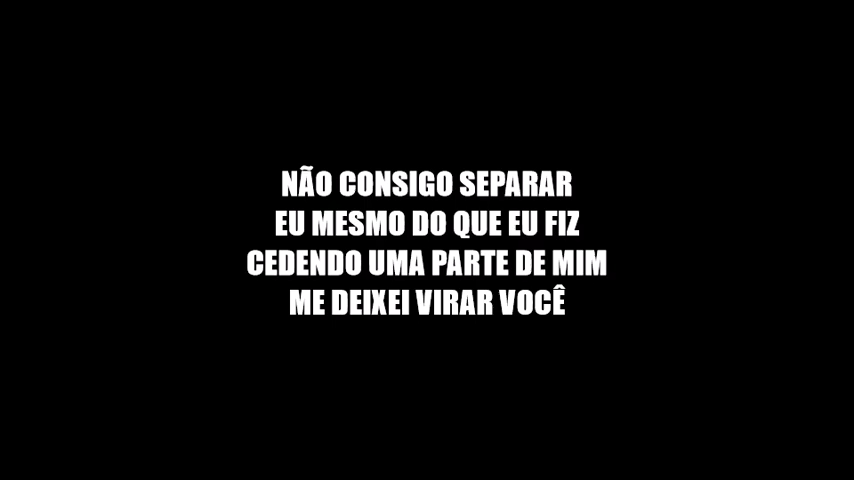 NÃO CONSIGO SEPARAR
EU MESMO DO QUE EU FIZ
CEDENDO UMA PARTE DE MIM
ME DEIXEI VIRAR VOCÊ